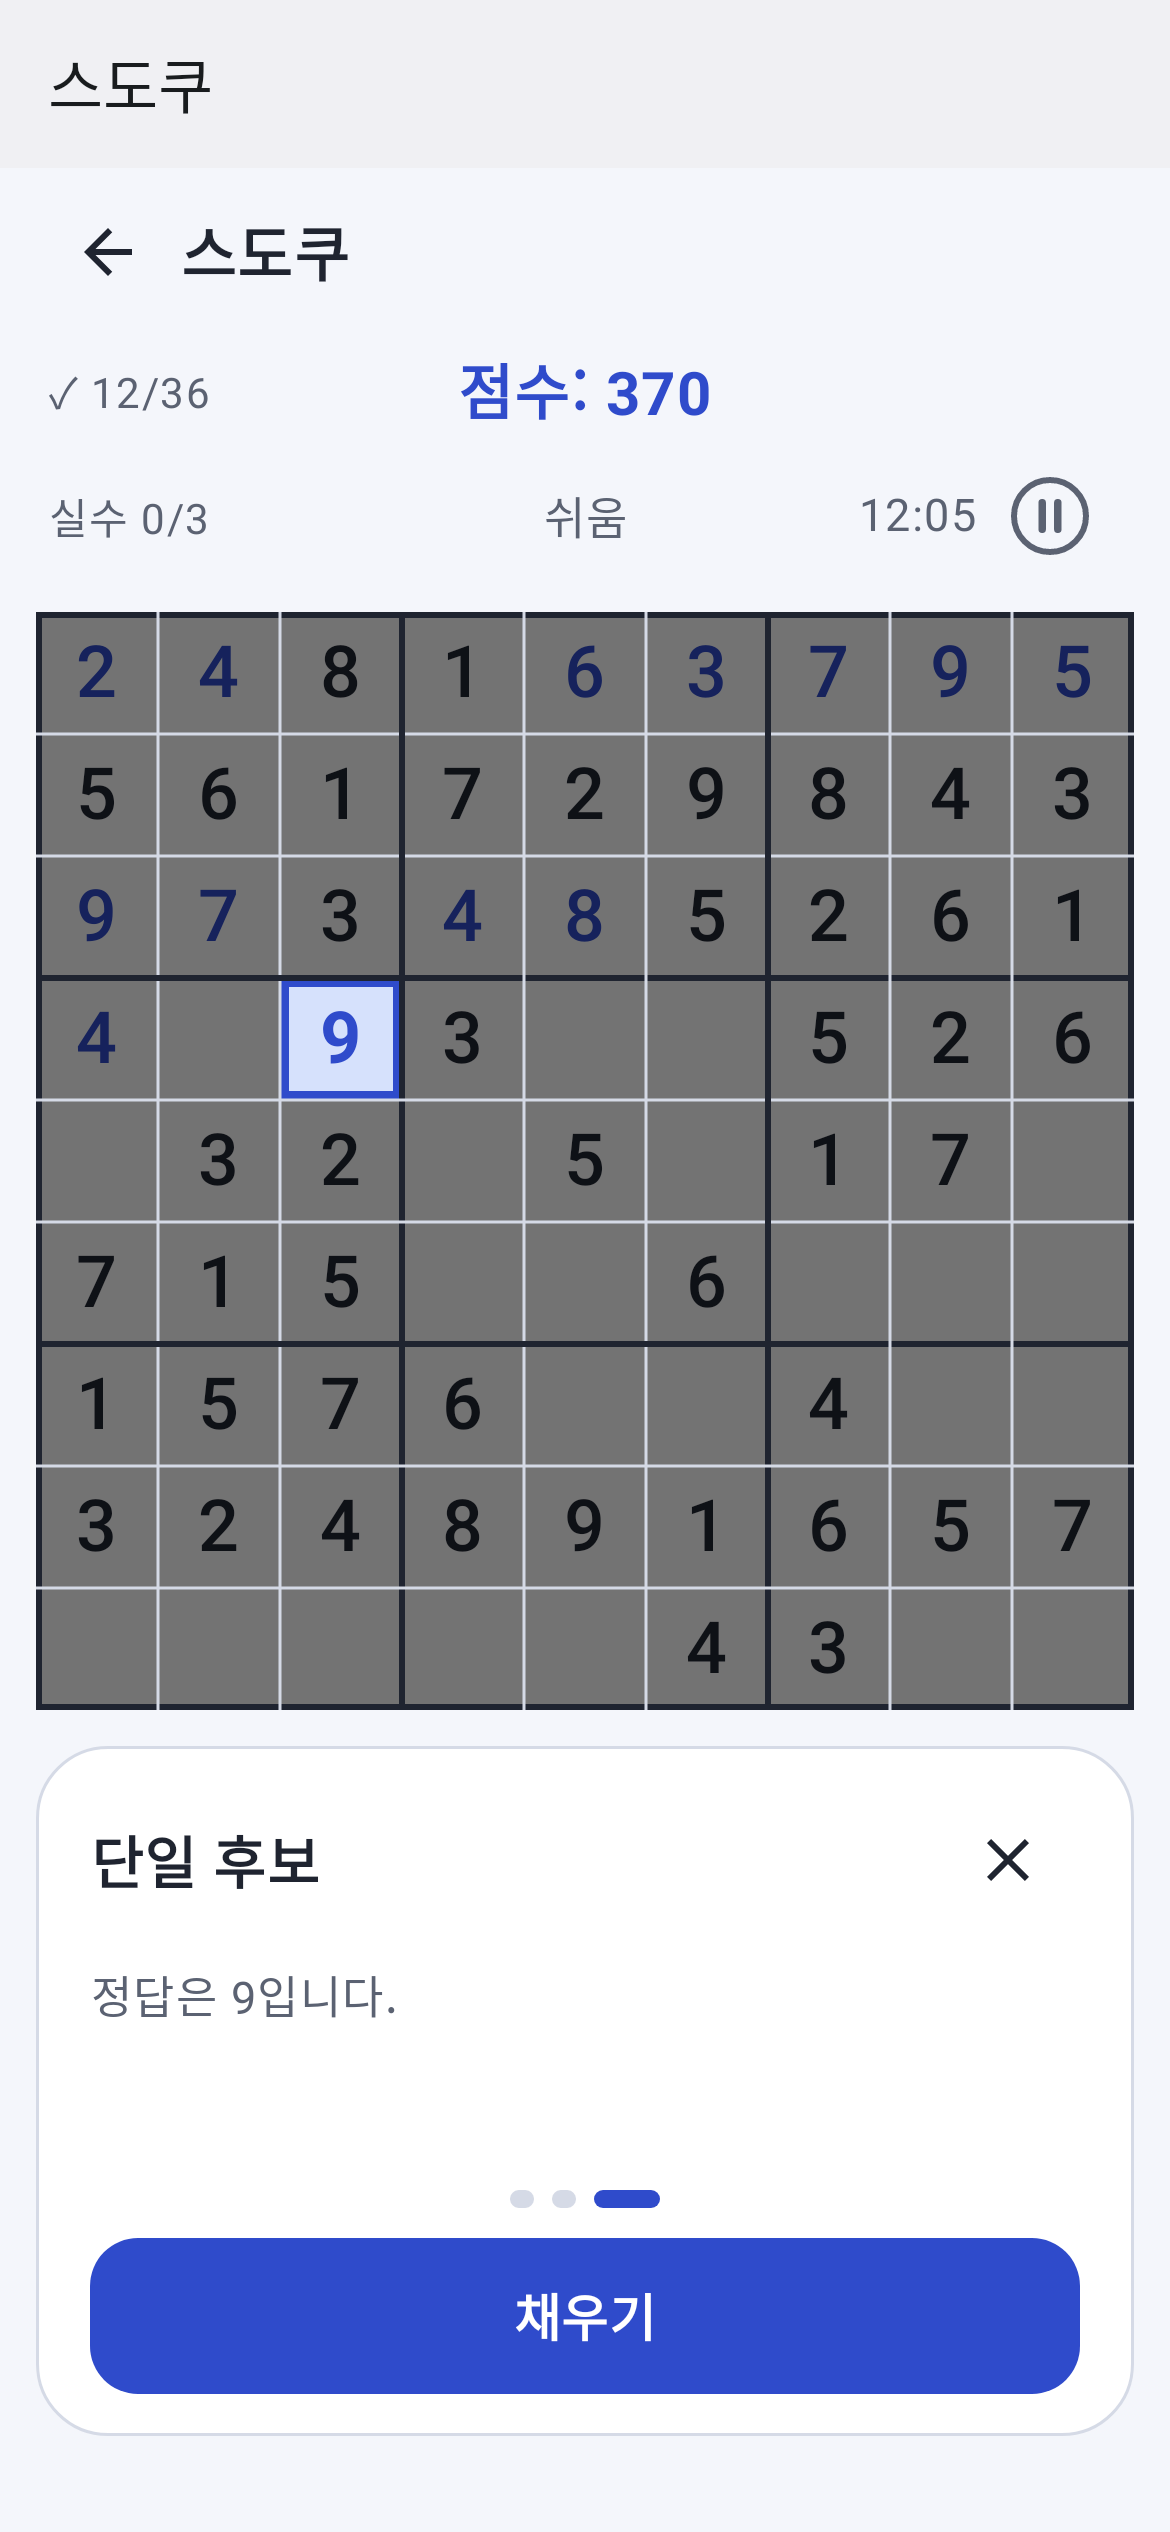 스도쿠
스도쿠
✓ 12/36
점수: 370
실수 0/3
쉬움
12:05
2 4 8 1 6 3 7 9 5
5 6 1 7 2 9 8 4 3
9 7 3 4 8 5 2 6 1
4 9 3 5 2 6
3 2 5 1 7
7 1 5 6
1 5 7 6 4
3 2 4 8 9 1 6 5 7
4 3
단일 후보
정답은 9입니다.
채우기